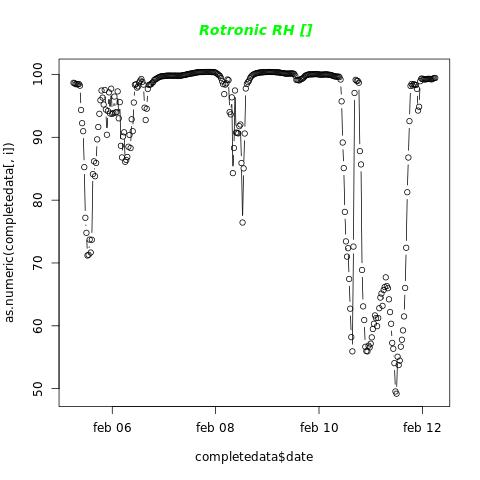 Rotronic RH []
as.numeric(completedata[, i])
100
90
80
70
60
50
feb 06
feb 08
feb 10
feb 12
completedata$date